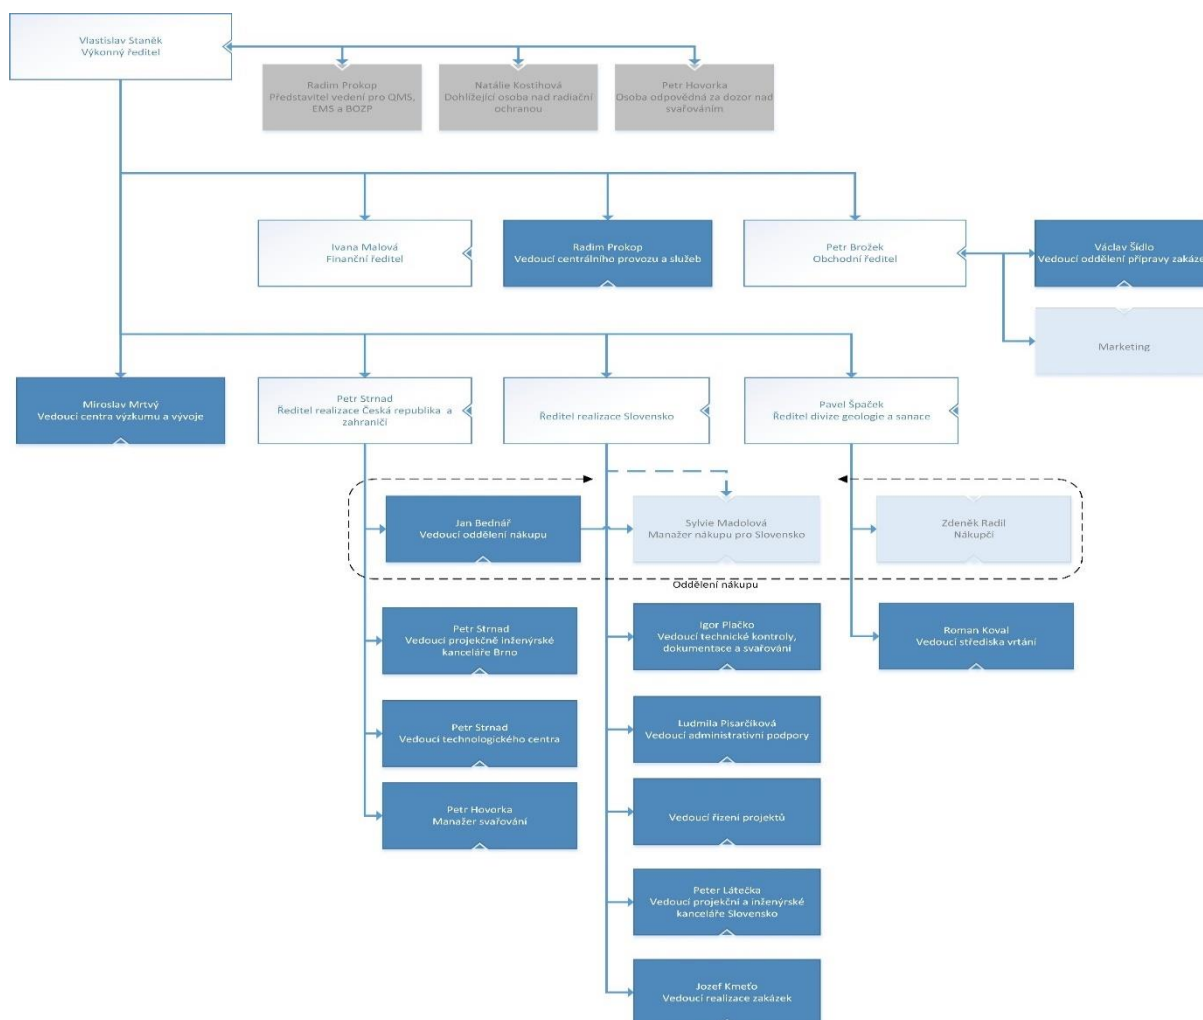 Vlastislav Staněk
Výkonný ředitel
Radim Prokop
Představitel vedení pro QMS,
EMS a BOZP
Natálie Kostihová
Dohlížející osoba nad radiační
ochranou
Petr Hovorka
Osoba odpovědná za dozor nad
svařováním
Ivana Malová
Finanční ředitel
Radim Prokop
Vedoucí centrálního provozu a služeb
Petr Brožek
Obchodní ředitel
Václav Šídlo
Vedoucí oddělení přípravy zakáze
Marketing
Miroslav Mrtvý
Vedoucí centra výzkumu a vývoje
Petr Strnad
Ředitel realizace Česká republika a
zahraničí
Ředitel realizace Slovensko
Pavel Špaček
Ředitel divize geologie a sanace
Jan Bednář
Vedoucí oddělení nákupu
Sylvie Madolová
Manažer nákupu pro Slovensko
Zdeněk Radil
Nákupčí
Oddělení nákupu
Petr Strnad
Vedoucí projekčně inženýrské
kanceláře Brno
Igor Plačko
Vedoucí technické kontroly,
dokumentace a svařování
Roman Koval
Vedoucí střediska vrtání
Petr Strnad
Vedoucí technologického centra
Ľudmila Pisarčíková
Vedoucí administrativní podpory
Petr Hovorka
Manažer svařování
Vedoucí řízení projektů
Peter Látečka
Vedoucí projekční a inženýrské
kanceláře Slovensko
Jozef Kmeťo
Vedoucí realizace zakázek